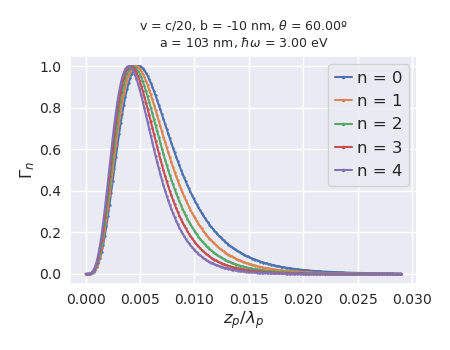 v = c/20, b = -10 nm, θ = 60.00º
a = 103 nm, ħω = 3.00 eV
Γn
1.0
0.8
0.6
0.4
0.2
0.0
n = 0
n = 1
n = 2
n = 3
n = 4
0.000 0.005 0.010 0.015 0.020 0.025 0.030
zp/λp